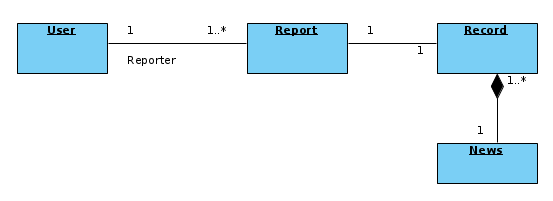 User 1 1..* Report 1 Record
Reporter 1
1..*
1
News